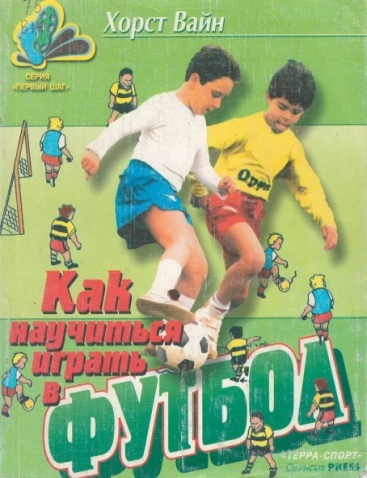 Хорст Вайн
СЕРИЯ
«ПЕРВЫЙ ШАГ»
Как
научиться
играть
в
ФУТБОЛ
«ТЕРРА-СПОРТ»
PRESS